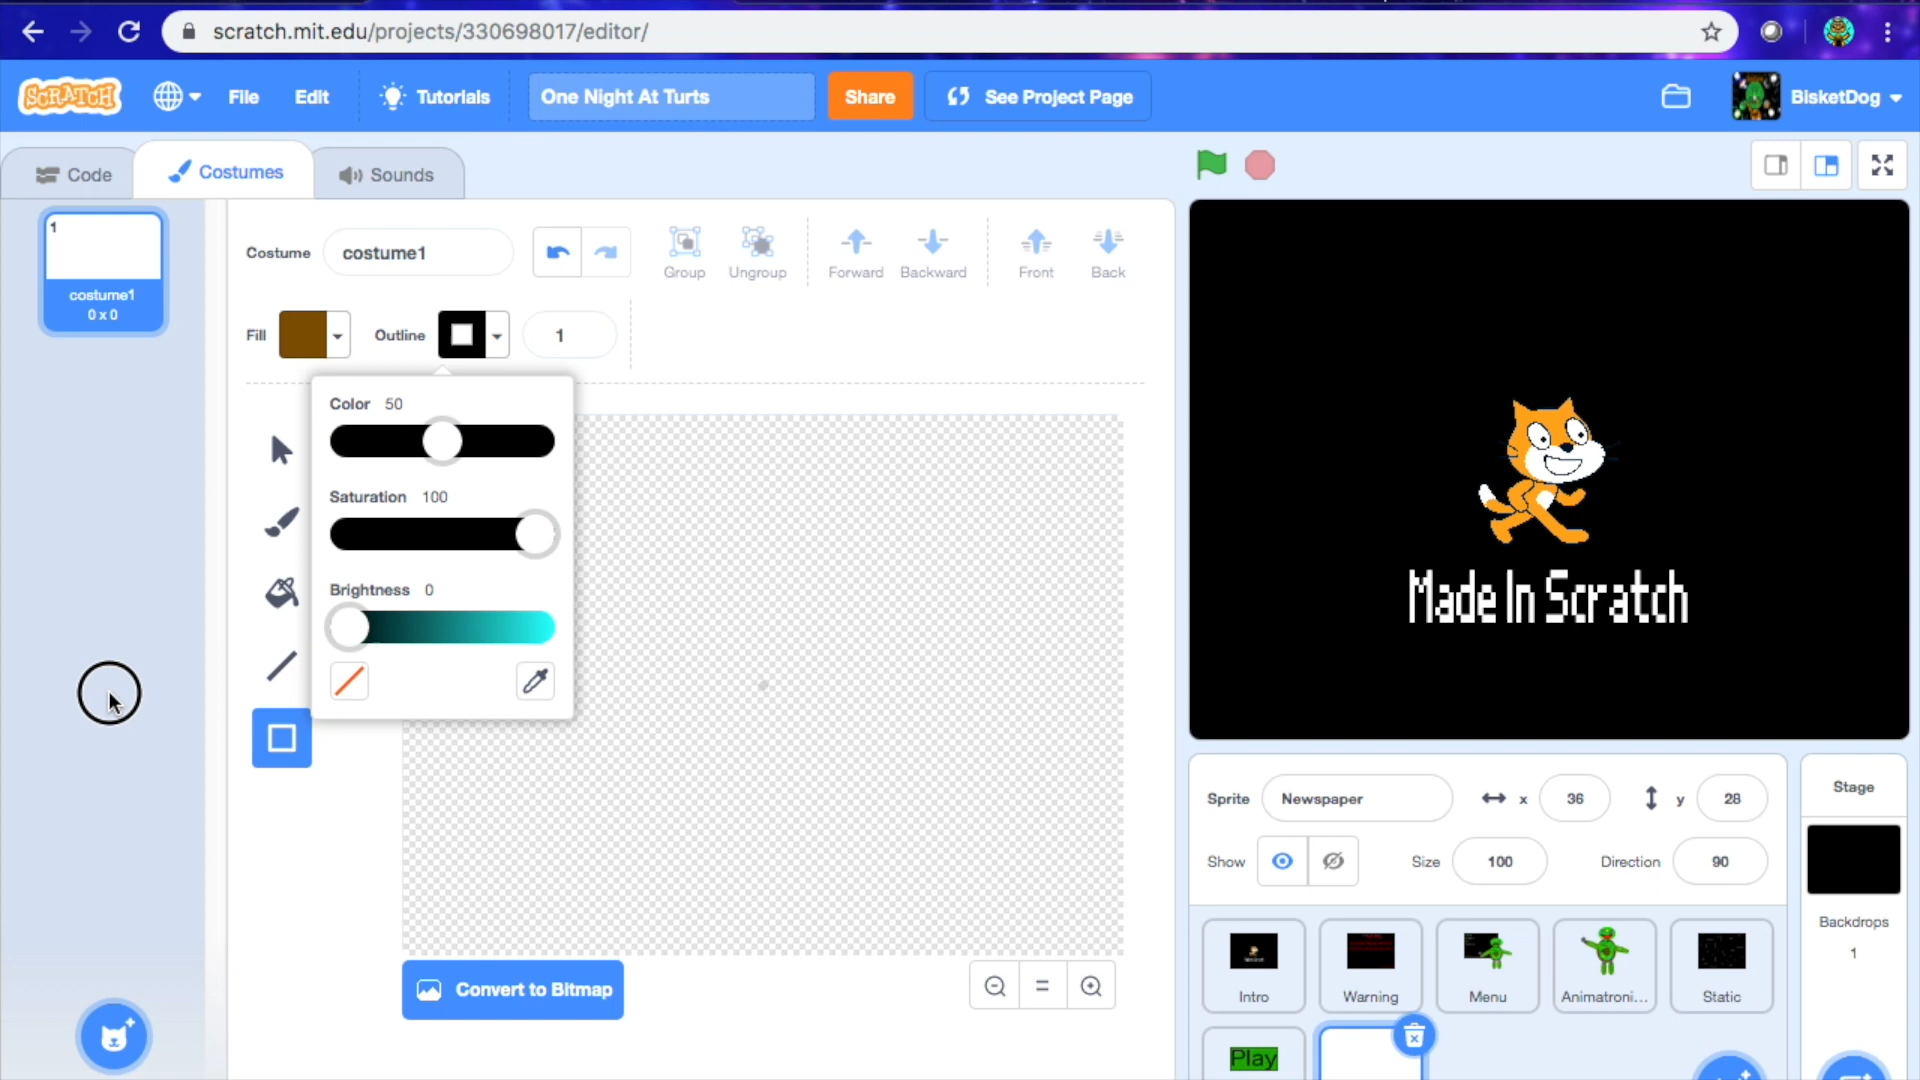 scratch.mit.edu/projects/330698017/editor/
SCRATCH
File
Edit
Tutorials
One Night At Turts
Share
See Project Page
BisketDog
Code
Costumes
Sounds
1
costume1
0 x 0
Costume
costume1
Group
Ungroup
Forward
Backward
Front
Back
Fill
Outline
1
Color 50
Saturation 100
Brightness 0
Convert to Bitmap
Made In Scratch
Sprite
Newspaper
x
36
y
28
Show
Size
100
Direction
90
Stage
Backdrops
1
Intro
Warning
Menu
Animatroni...
Static
Play